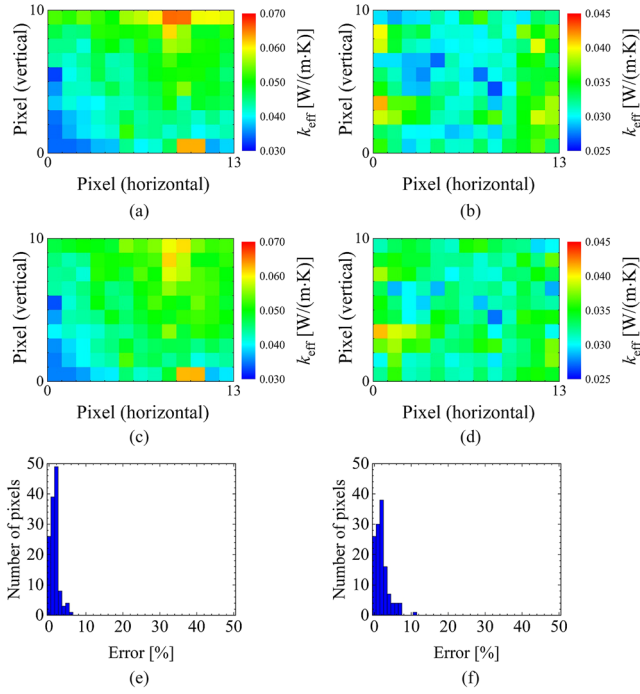 10
Pixel (vertical)
0
0
13
Pixel (horizontal)
0.070
0.060
0.050
0.040
0.030
k_eff [W/(m·K)]
(a)
10
Pixel (vertical)
0
0
13
Pixel (horizontal)
0.045
0.040
0.035
0.030
0.025
k_eff [W/(m·K)]
(b)
10
Pixel (vertical)
0
0
13
Pixel (horizontal)
0.070
0.060
0.050
0.040
0.030
k_eff [W/(m·K)]
(c)
10
Pixel (vertical)
0
0
13
Pixel (horizontal)
0.045
0.040
0.035
0.030
0.025
k_eff [W/(m·K)]
(d)
50
40
30
20
10
0
Number of pixels
0 10 20 30 40 50
Error [%]
(e)
50
40
30
20
10
0
Number of pixels
0 10 20 30 40 50
Error [%]
(f)